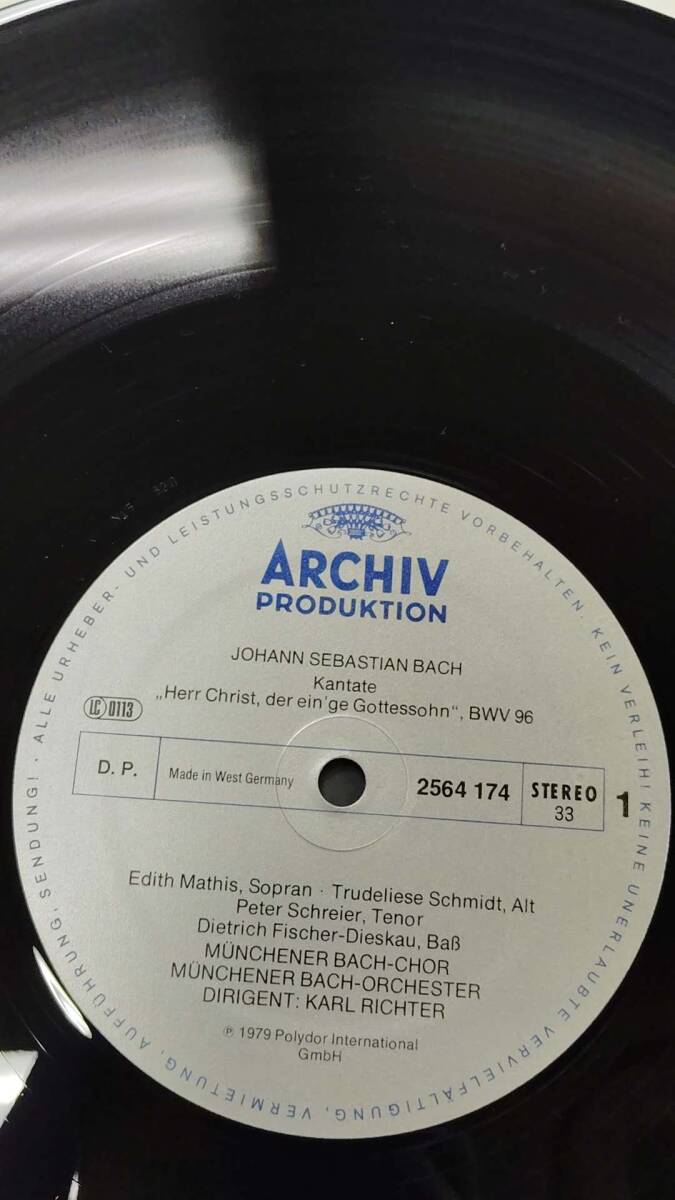 ALLE URHEBER- UND LEISTUNGSSCHUTZRECHTE VORBEHALTEN. KEIN VERLEIH! KEINE UNERLAUBTE VERVIELFÄLTIGUNG, VERMIETUNG, AUFFÜHRUNG, SENDUNG! ·
ARCHIV
PRODUKTION
JOHANN SEBASTIAN BACH
Kantate
„Herr Christ, der ein'ge Gottessohn“, BWV 96
LC 0113
D. P.
Made in West Germany
2564 174
STEREO
33
1
Edith Mathis, Sopran · Trudeliese Schmidt, Alt
Peter Schreier, Tenor
Dietrich Fischer-Dieskau, Baß
MÜNCHENER BACH-CHOR
MÜNCHENER BACH-ORCHESTER
DIRIGENT: KARL RICHTER
℗ 1979 Polydor International
GmbH